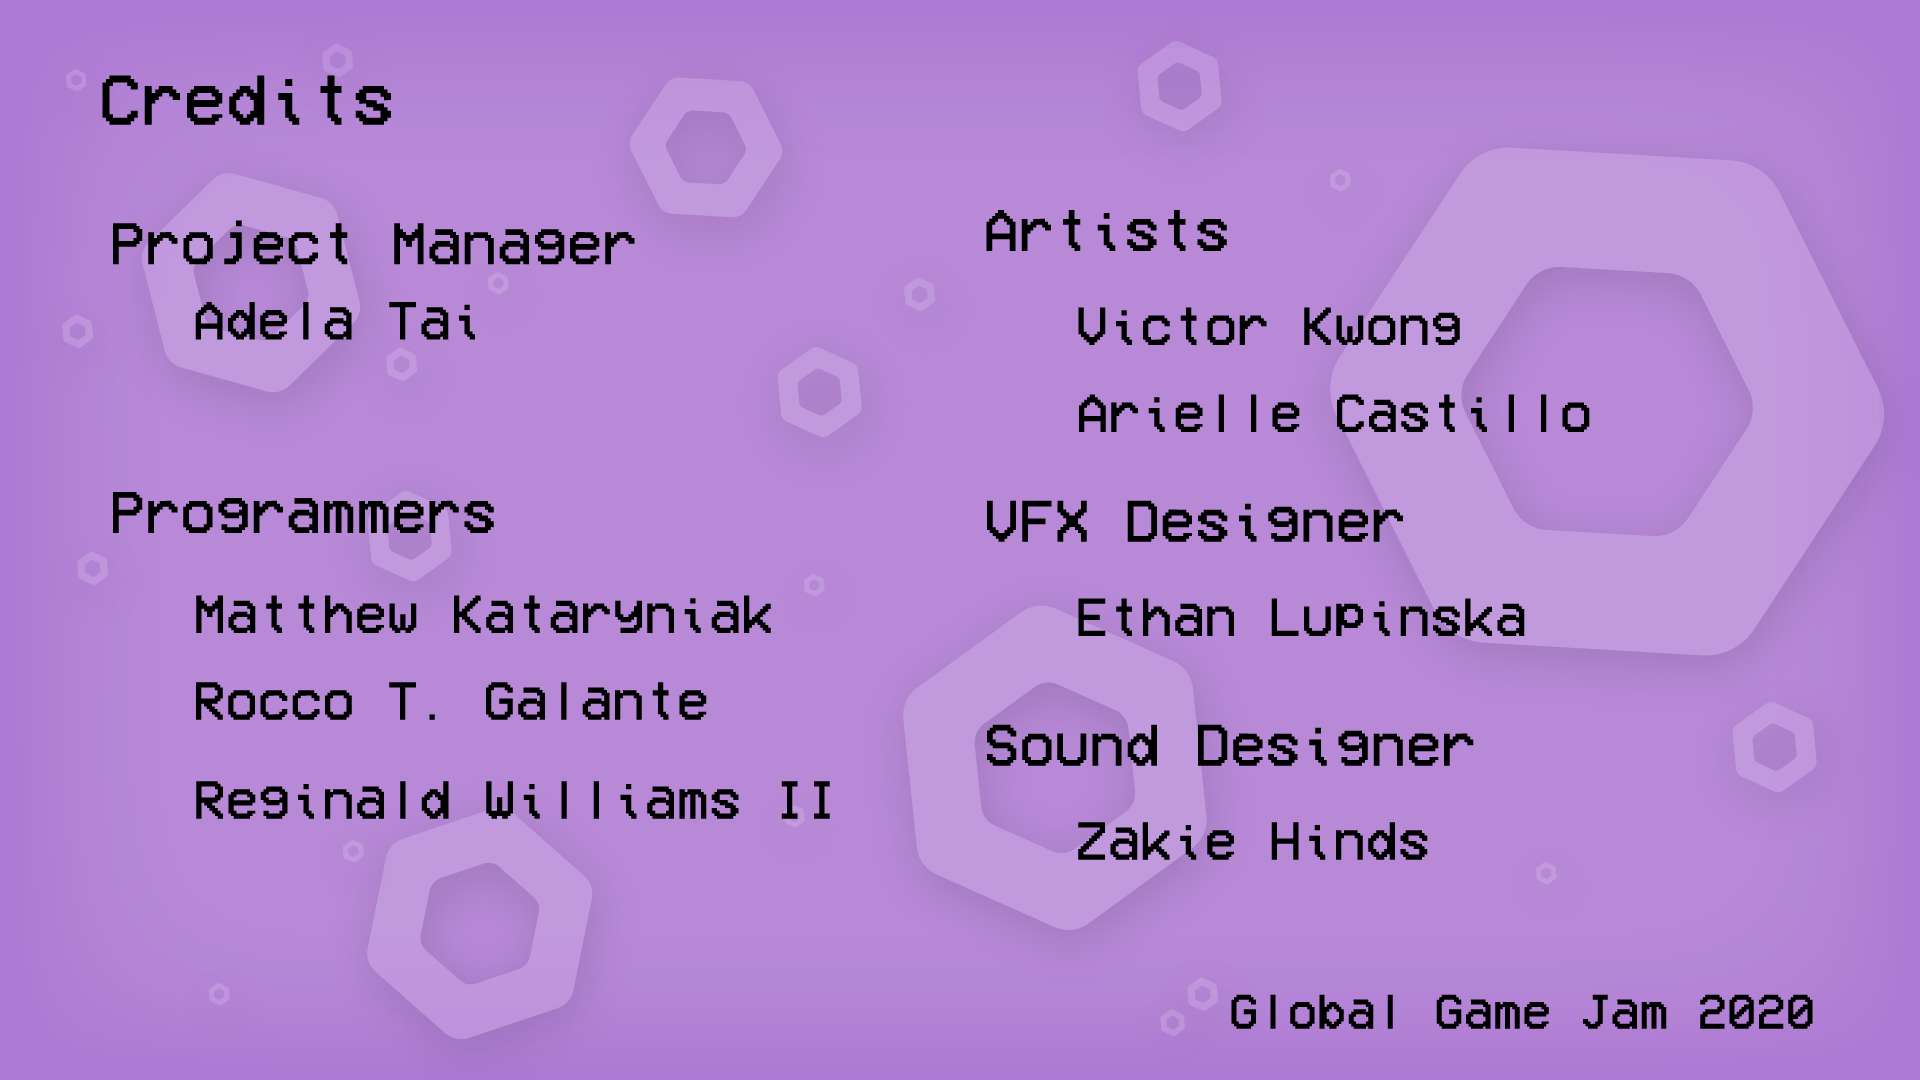 Credits
Project Manager
Adela Tai
Programmers
Matthew Kataryniak
Rocco T. Galante
Reginald Williams II
Artists
Victor Kwong
Arielle Castillo
VFX Designer
Ethan Lupinska
Sound Designer
Zakie Hinds
Global Game Jam 2020